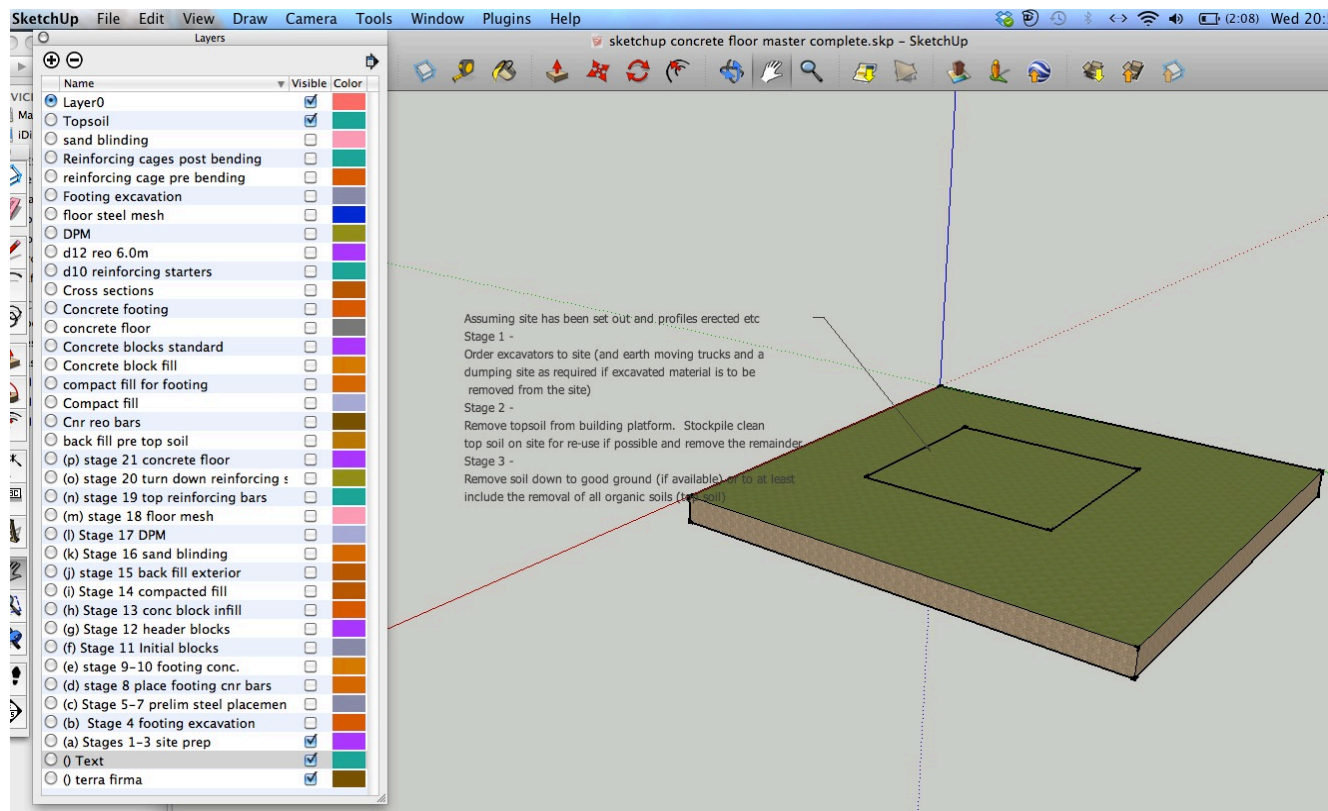 SketchUp File Edit View Draw Camera Tools Window Plugins Help (2:08) Wed 20:
Layers
sketchup concrete floor master complete.skp – SketchUp
Name Visible Color
Layer0
Topsoil
sand blinding
Reinforcing cages post bending
reinforcing cage pre bending
Footing excavation
floor steel mesh
DPM
d12 reo 6.0m
d10 reinforcing starters
Cross sections
Concrete footing
concrete floor
Concrete blocks standard
Concrete block fill
compact fill for footing
Compact fill
Cnr reo bars
back fill pre top soil
(p) stage 21 concrete floor
(o) stage 20 turn down reinforcing s
(n) stage 19 top reinforcing bars
(m) stage 18 floor mesh
(l) Stage 17 DPM
(k) Stage 16 sand blinding
(j) stage 15 back fill exterior
(i) Stage 14 compacted fill
(h) Stage 13 conc block infill
(g) Stage 12 header blocks
(f) Stage 11 Initial blocks
(e) stage 9-10 footing conc.
(d) stage 8 place footing cnr bars
(c) Stage 5-7 prelim steel placemen
(b) Stage 4 footing excavation
(a) Stages 1-3 site prep
() Text
() terra firma
Assuming site has been set out and profiles erected etc
Stage 1 -
Order excavators to site (and earth moving trucks and a
dumping site as required if excavated material is to be
removed from the site)
Stage 2 -
Remove topsoil from building platform. Stockpile clean
top soil on site for re-use if possible and remove the remainder
Stage 3 -
Remove soil down to good ground (if available) or to at least
include the removal of all organic soils (top soil)